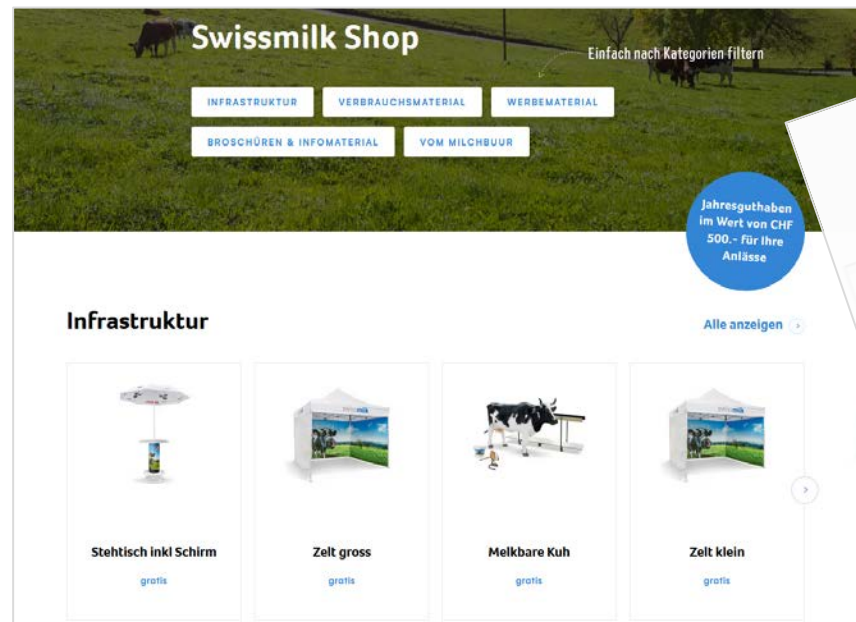 Swissmilk Shop
Einfach nach Kategorien filtern
INFRASTRUKTUR
VERBRAUCHSMATERIAL
WERBEMATERIAL
BROSCHÜREN & INFOMATERIAL
VOM MILCHBUUR
Jahresguthaben
im Wert von CHF
500.- für Ihre
Anlässe
Infrastruktur
Alle anzeigen
Stehtisch inkl Schirm
Zelt gross
Melkbare Kuh
Zelt klein
gratis
gratis
gratis
gratis